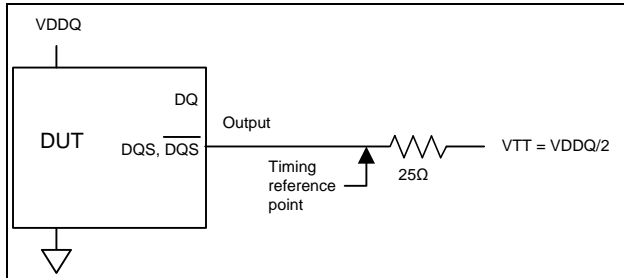 VDDQ
DQ
DUT
DQS, DQS
Output
Timing
reference
point
25Ω
VTT = VDDQ/2